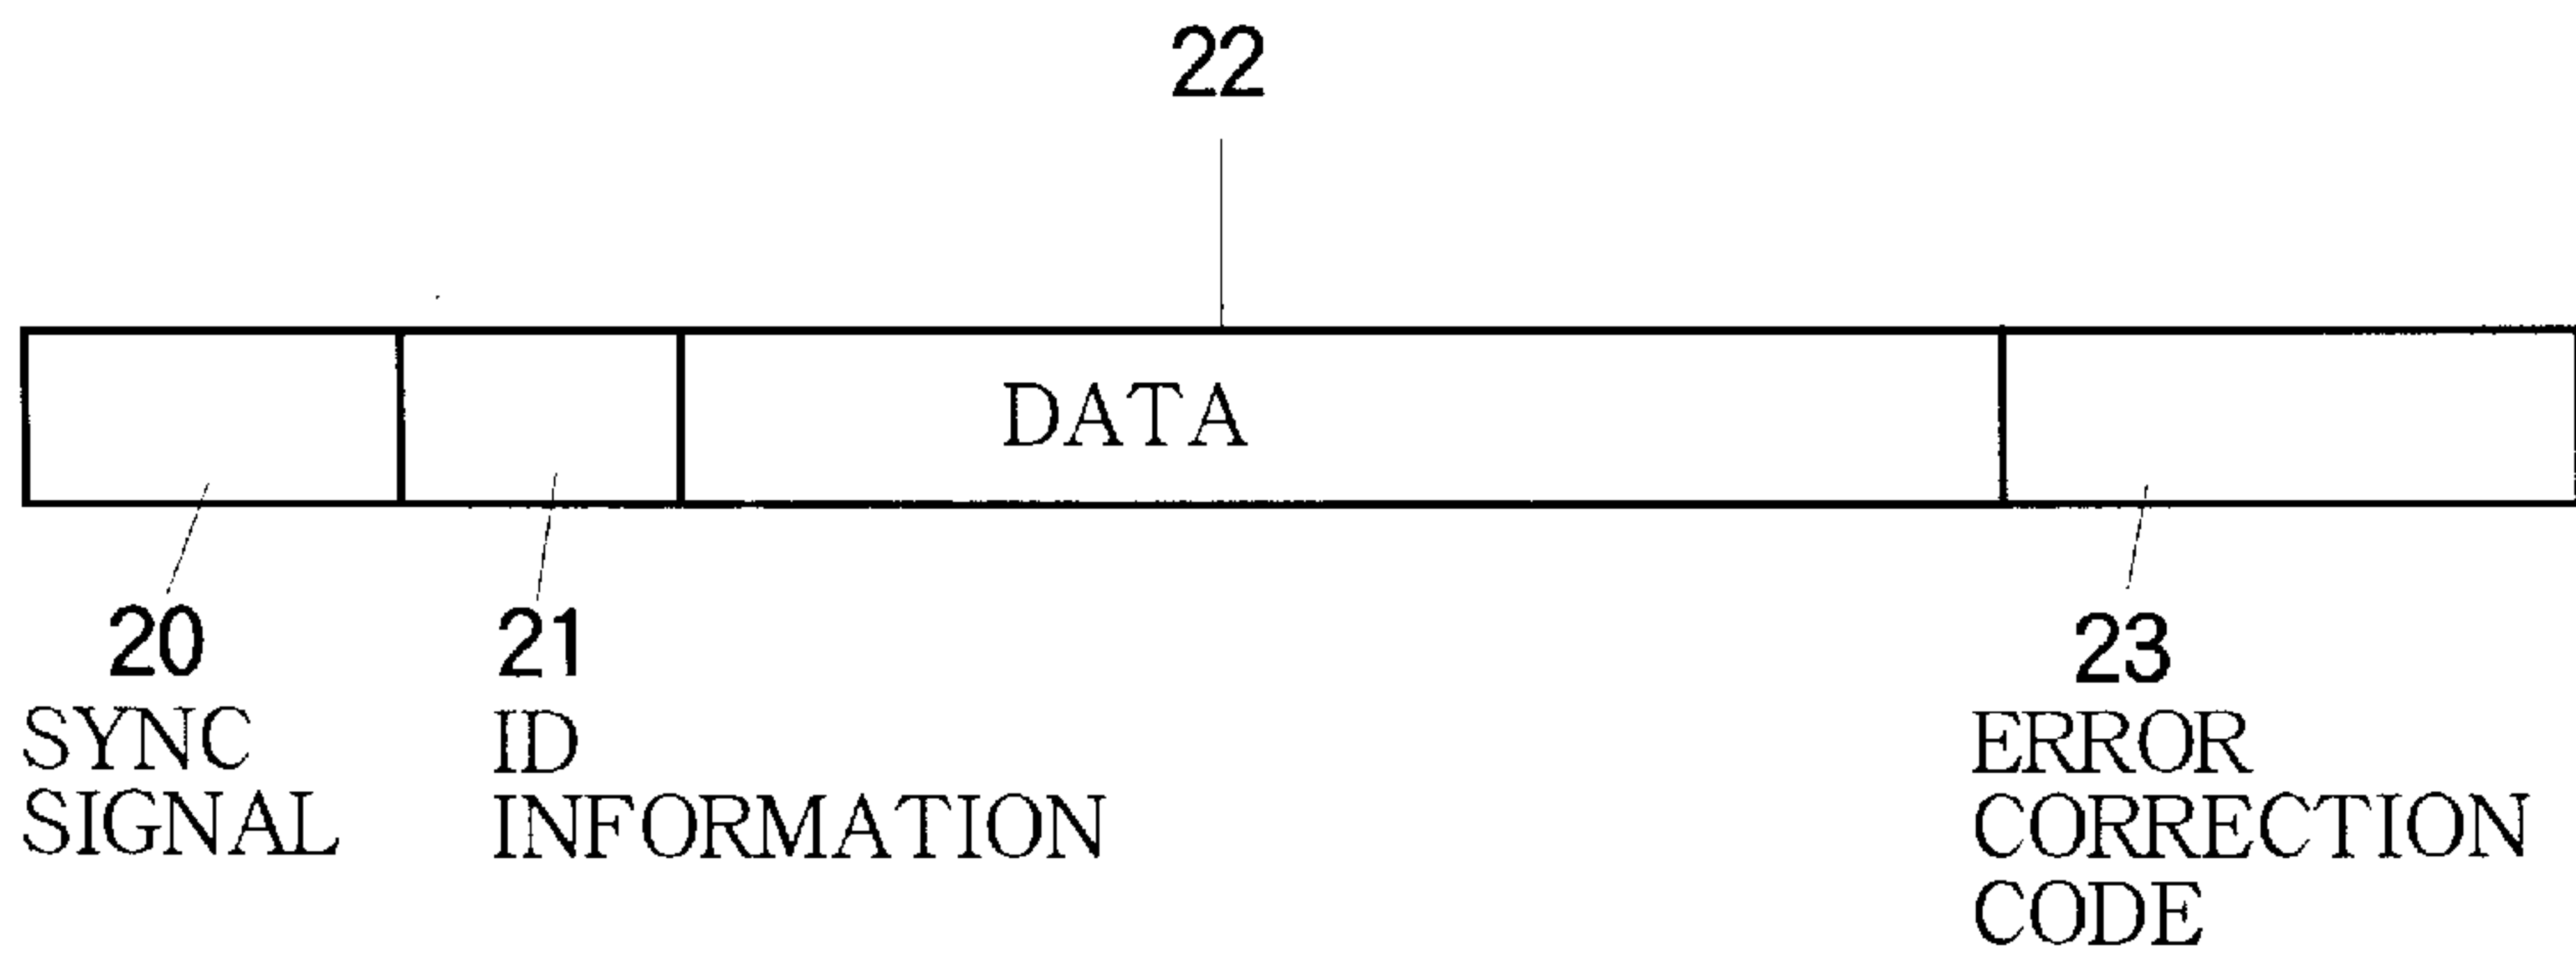 22
DATA
20
SYNC
SIGNAL
21
ID
INFORMATION
23
ERROR
CORRECTION
CODE